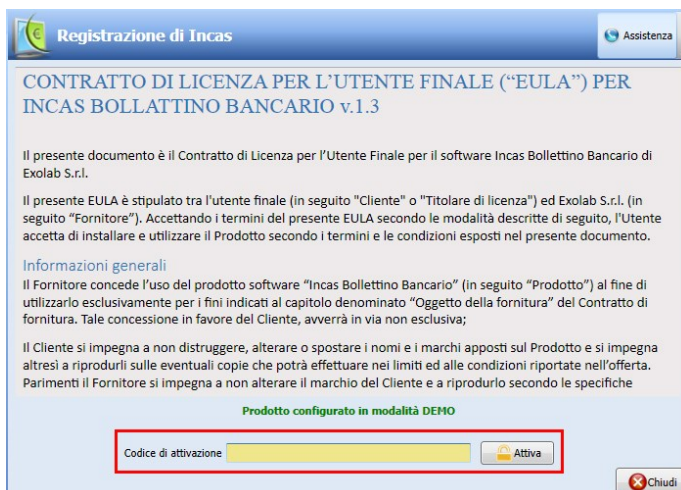 Registrazione di Incas
Assistenza
CONTRATTO DI LICENZA PER L'UTENTE FINALE (“EULA”) PER
INCAS BOLLATTINO BANCARIO v.1.3
Il presente documento è il Contratto di Licenza per l'Utente Finale per il software Incas Bollettino Bancario di
Exolab S.r.l.
Il presente EULA è stipulato tra l'utente finale (in seguito "Cliente" o "Titolare di licenza") ed Exolab S.r.l. (in
seguito “Fornitore”). Accettando i termini del presente EULA secondo le modalità descritte di seguito, l'Utente
accetta di installare e utilizzare il Prodotto secondo i termini e le condizioni esposti nel presente documento.
Informazioni generali
Il Fornitore concede l'uso del prodotto software “Incas Bollettino Bancario” (in seguito “Prodotto”) al fine di
utilizzarlo esclusivamente per i fini indicati al capitolo denominato “Oggetto della fornitura” del Contratto di
fornitura. Tale concessione in favore del Cliente, avverrà in via non esclusiva;
Il Cliente si impegna a non distruggere, alterare o spostare i nomi e i marchi apposti sul Prodotto e si impegna
altresì a riprodurli sulle eventuali copie che potrà effettuare nei limiti ed alle condizioni riportate nell'offerta.
Parimenti il Fornitore si impegna a non alterare il marchio del Cliente e a riprodurlo secondo le specifiche
Prodotto configurato in modalità DEMO
Codice di attivazione
Attiva
Chiudi